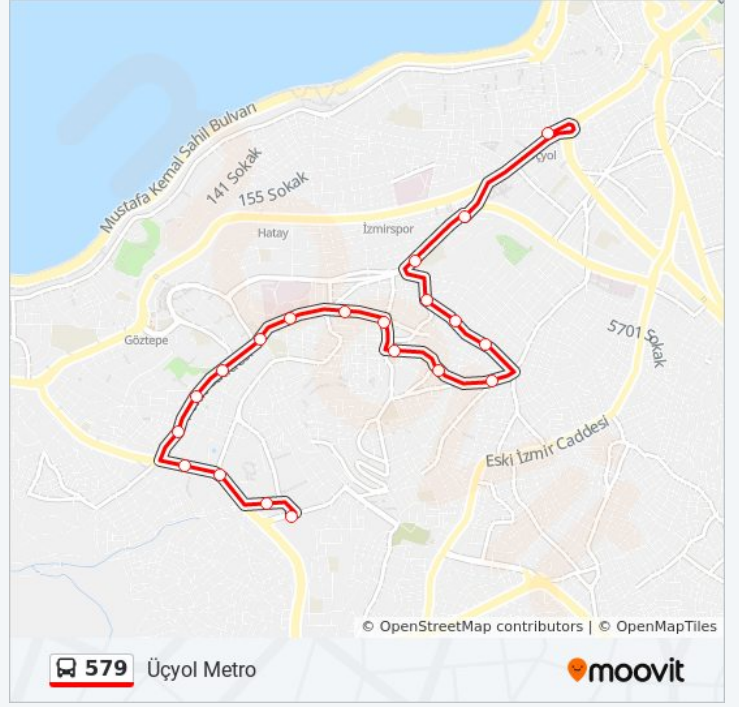 Mustafa Kemal Sahil Bulvarı
141 Sokak
155 Sokak
Hatay
İzmirspor
Göztepe
5701 Sokak
Eski İzmir Caddesi
© OpenStreetMap contributors | © OpenMapTiles
579 Üçyol Metro
moovit